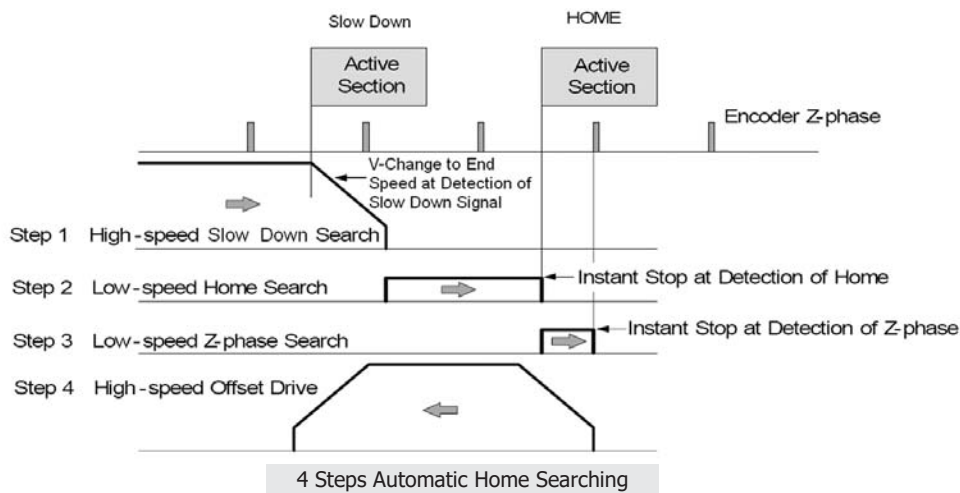 Slow Down
HOME
Active
Section
Active
Section
Encoder Z-phase
V-Change to End
Speed at Detection of
Slow Down Signal
Step 1 High-speed Slow Down Search
Step 2 Low-speed Home Search
Instant Stop at Detection of Home
Step 3 Low-speed Z-phase Search
Instant Stop at Detection of Z-phase
Step 4 High-speed Offset Drive
4 Steps Automatic Home Searching